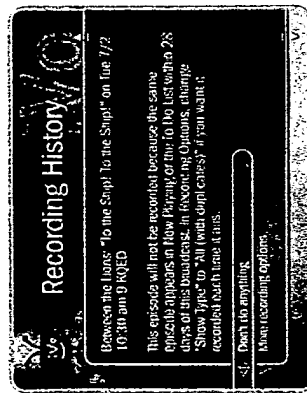 Recording History
Between the Lions: "To the Ship! To the Ship!" on Tue 7/2
10:30 am 9 KQED
This episode will not be recorded because the same
episode appears in Now Playing or the To Do List within 28
days of this broadcast. In Recording Options, change
"Show Type" to "All (with duplicates)" if you want it
recorded each time it airs.
Don't do anything
More recording options